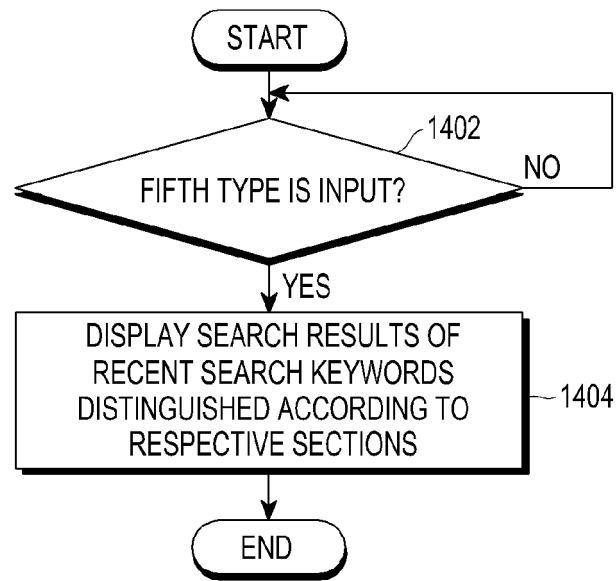 START
1402
FIFTH TYPE IS INPUT?
NO
YES
DISPLAY SEARCH RESULTS OF
RECENT SEARCH KEYWORDS
DISTINGUISHED ACCORDING TO
RESPECTIVE SECTIONS
1404
END